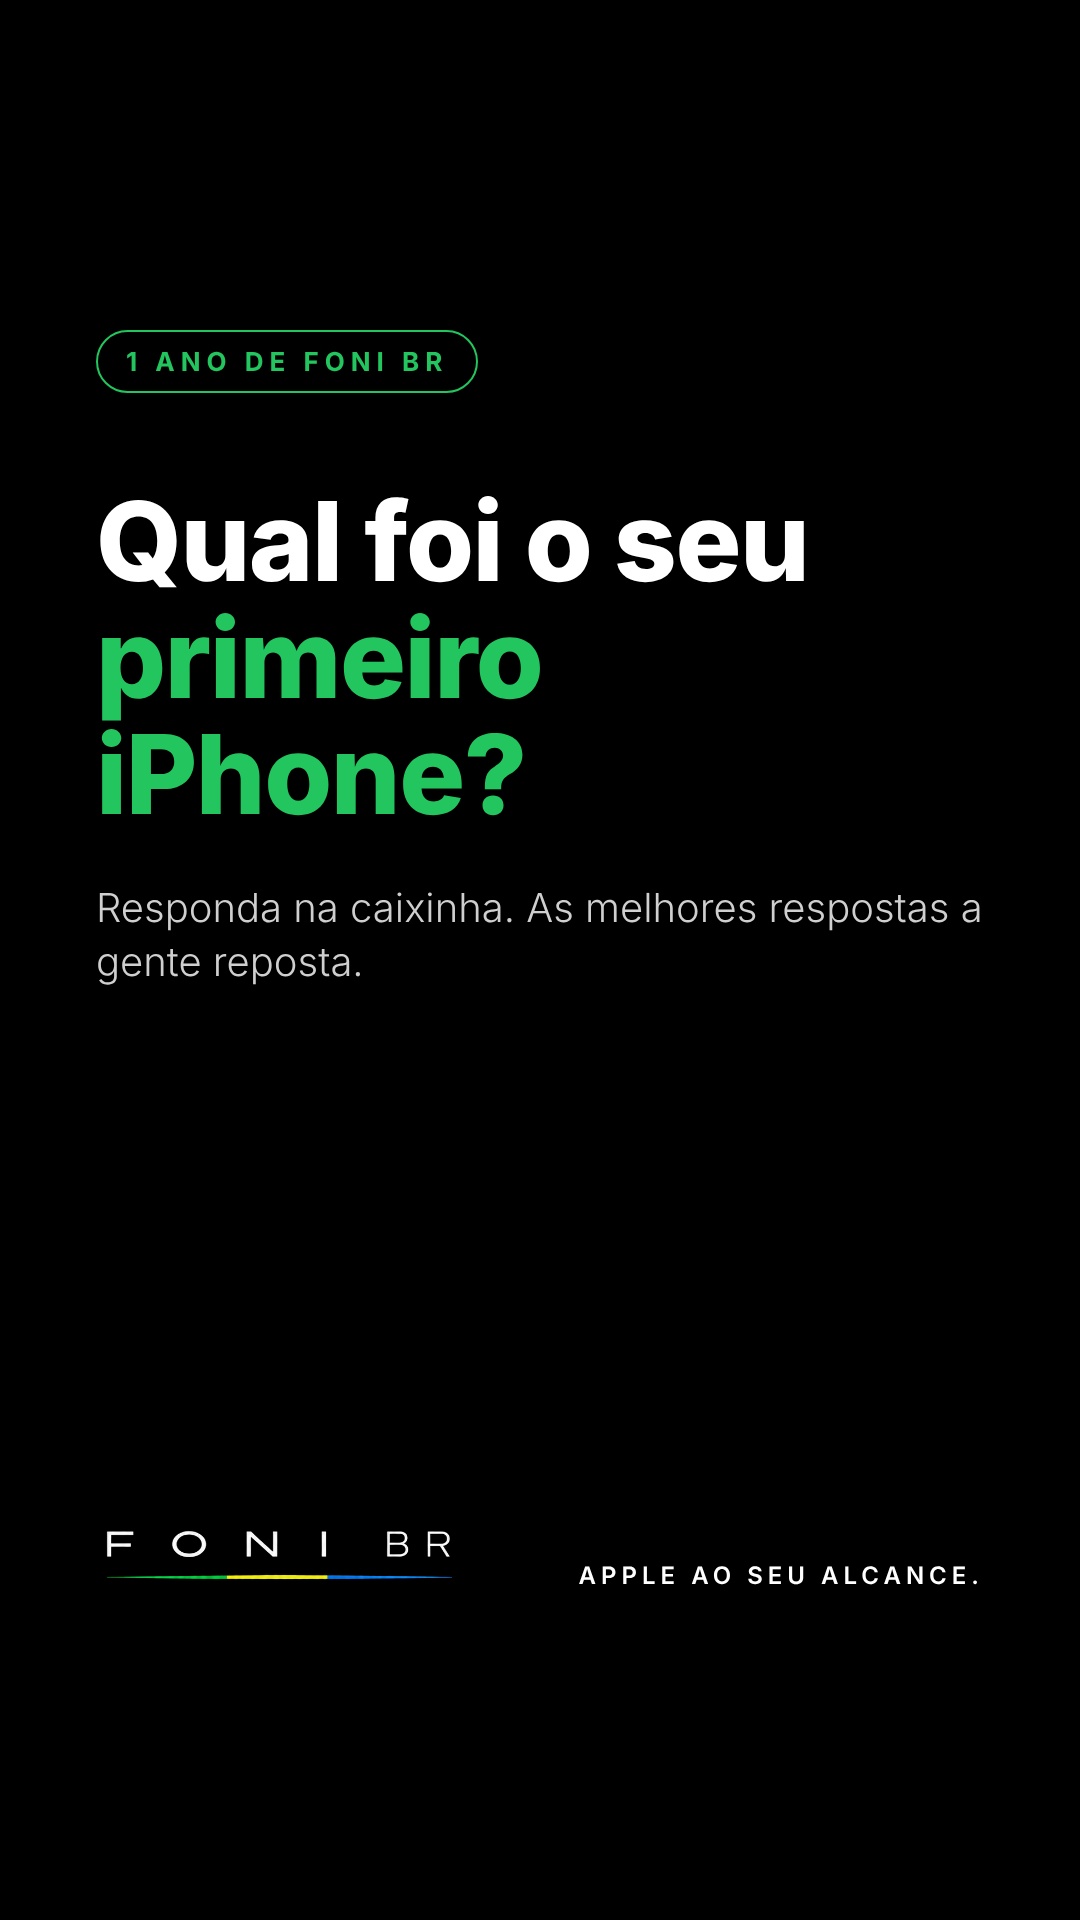 1 ANO DE FONI BR
Qual foi o seu
primeiro
iPhone?
Responda na caixinha. As melhores respostas a
gente reposta.
FONI BR
APPLE AO SEU ALCANCE.